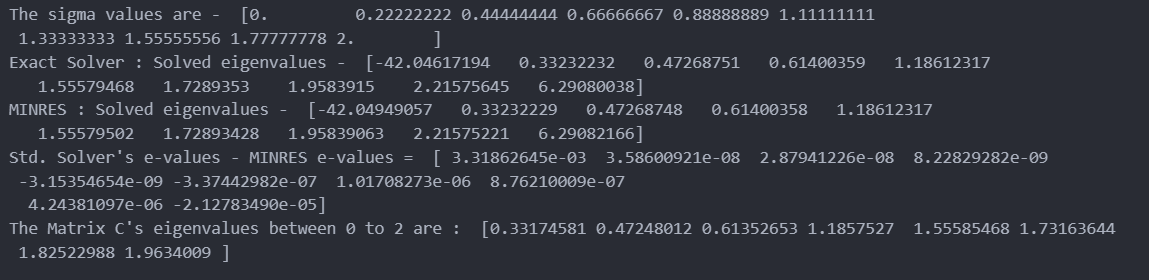 The sigma values are -  [0.         0.22222222 0.44444444 0.66666667 0.88888889 1.11111111
 1.33333333 1.55555556 1.77777778 2.        ]
Exact Solver : Solved eigenvalues -  [-42.04617194   0.33232232   0.47268751   0.61400359   1.18612317
   1.55579468   1.7289353    1.9583915    2.21575645   6.29080038]
MINRES : Solved eigenvalues -  [-42.04949057   0.33232229   0.47268748   0.61400358   1.18612317
   1.55579502   1.72893428   1.95839063   2.21575221   6.29082166]
Std. Solver's e-values - MINRES e-values =  [ 3.31862645e-03  3.58600921e-08  2.87941226e-08  8.22829282e-09
 -3.15354654e-09 -3.37442982e-07  1.01708273e-06  8.76210009e-07
  4.24381097e-06 -2.12783490e-05]
The Matrix C's eigenvalues between 0 to 2 are :  [0.33174581 0.47248012 0.61352653 1.1857527  1.55585468 1.73163644
 1.82522988 1.9634009 ]